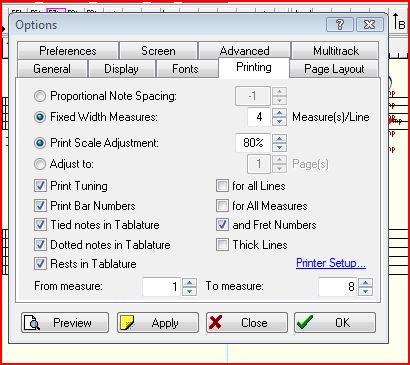 Options
Preferences Screen Advanced Multitrack
General Display Fonts Printing Page Layout
Proportional Note Spacing: -1
Fixed Width Measures: 4 Measure(s)/Line
Print Scale Adjustment: 80%
Adjust to: 1 Page(s)
Print Tuning for all Lines
Print Bar Numbers for All Measures
Tied notes in Tablature and Fret Numbers
Dotted notes in Tablature Thick Lines
Rests in Tablature Printer Setup...
From measure: 1 To measure: 8
Preview Apply Close OK